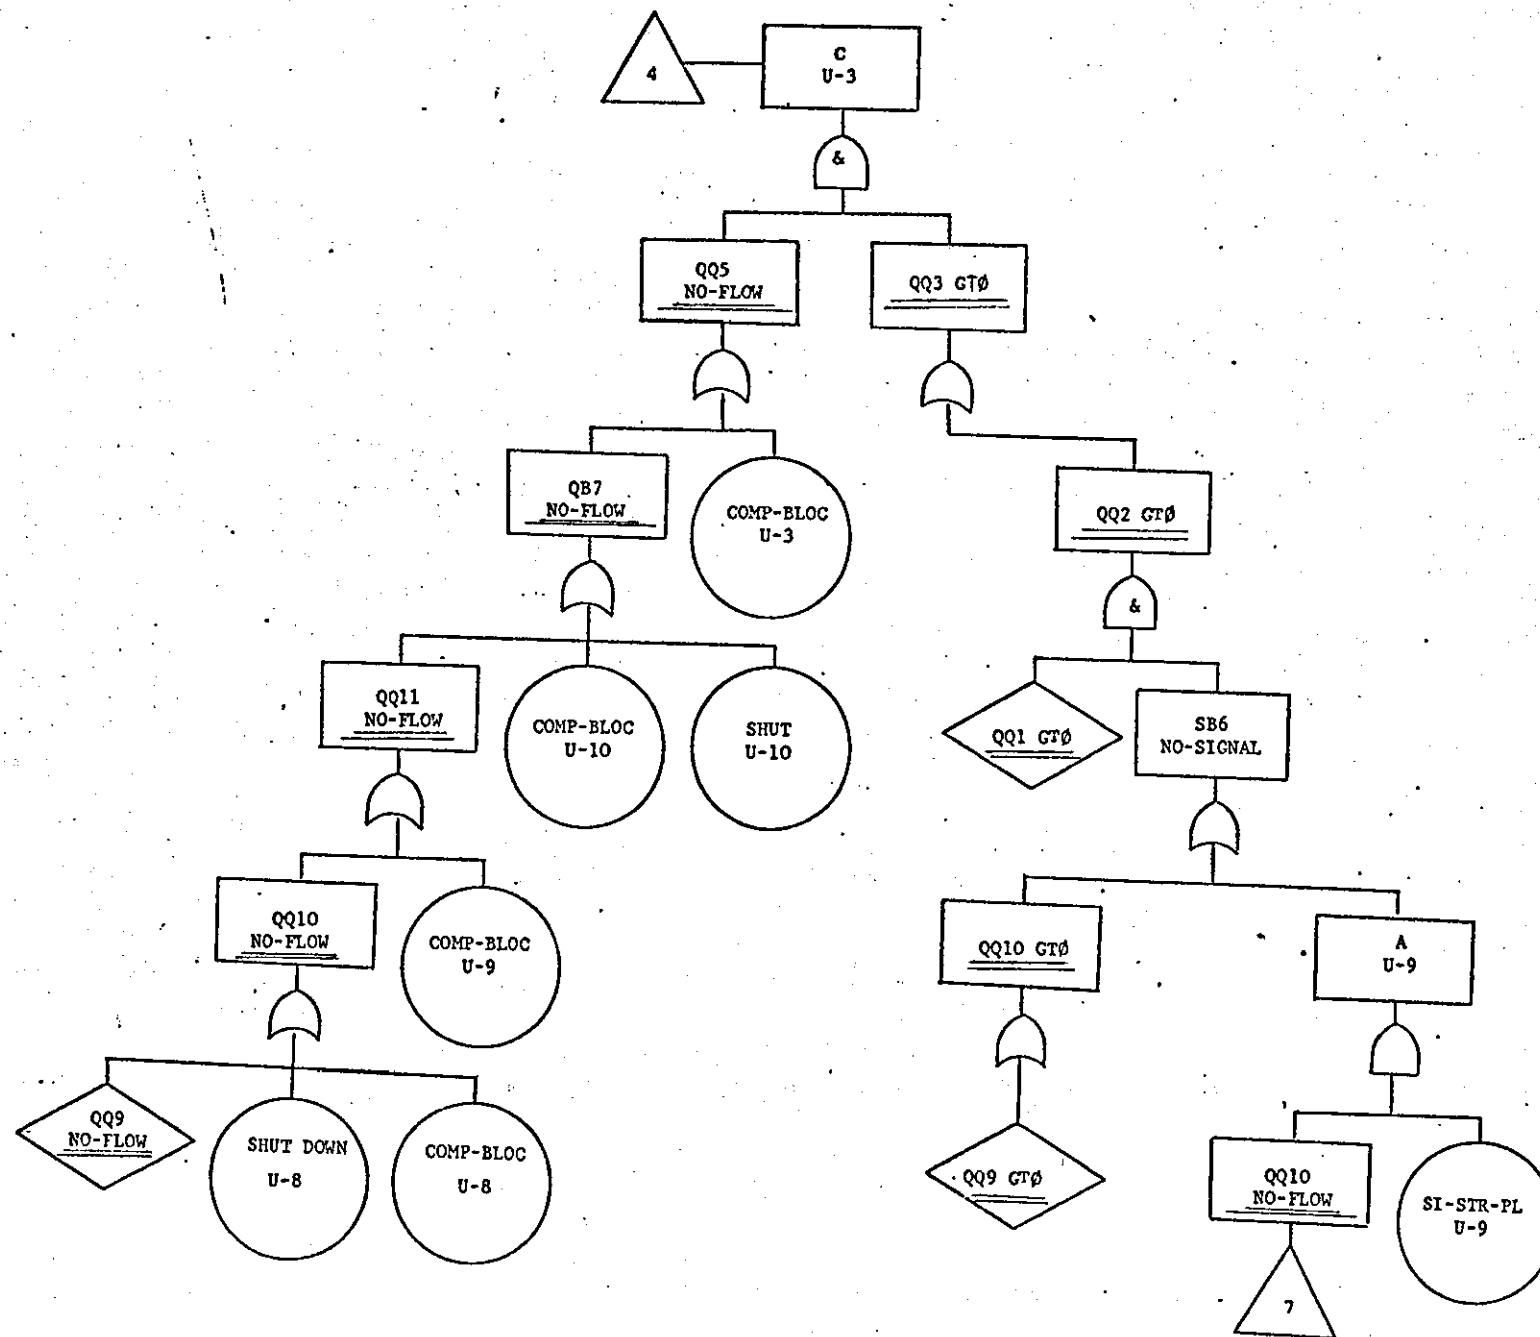 4
C
U-3
&
QQ5
NO-FLOW
QQ3 GTØ
QB7
NO-FLOW
COMP-BLOC
U-3
QQ2 GTØ
&
QQ11
NO-FLOW
COMP-BLOC
U-10
SHUT
U-10
QQ1 GTØ
SB6
NO-SIGNAL
QQ10
NO-FLOW
COMP-BLOC
U-9
QQ10 GTØ
A
U-9
QQ9
NO-FLOW
SHUT DOWN
U-8
COMP-BLOC
U-8
QQ9 GTØ
QQ10
NO-FLOW
SI-STR-PL
U-9
7